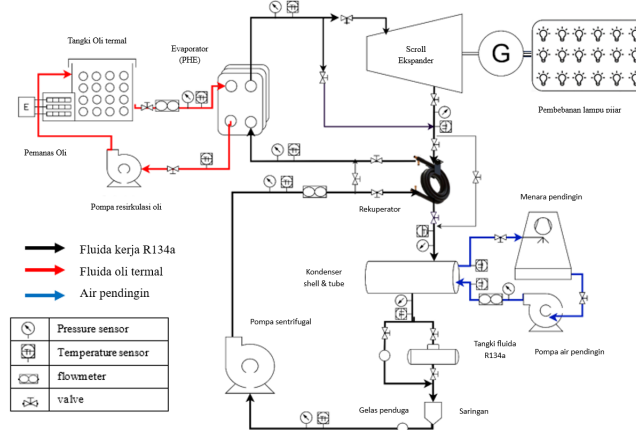 Tangki Oli termal
Evaporator
(PHE)
Scroll
Ekspander
G
Pembebanan lampu pijar
E
Pemanas Oli
Pompa resirkulasi oli
Rekuperator
Menara pendingin
Fluida kerja R134a
Fluida oli termal
Air pendingin
Kondenser
shell & tube
Pompa sentrifugal
Tangki fluida
R134a
Pompa air pendingin
Pressure sensor
Temperature sensor
flowmeter
valve
Gelas penduga
Saringan